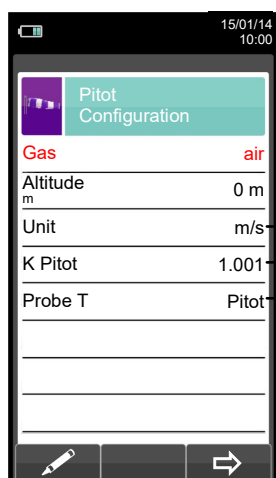 15/01/14
10:00
Pitot
Configuration
Gas air
Altitude
m 0 m
Unit m/s
K Pitot 1.001
Probe T Pitot